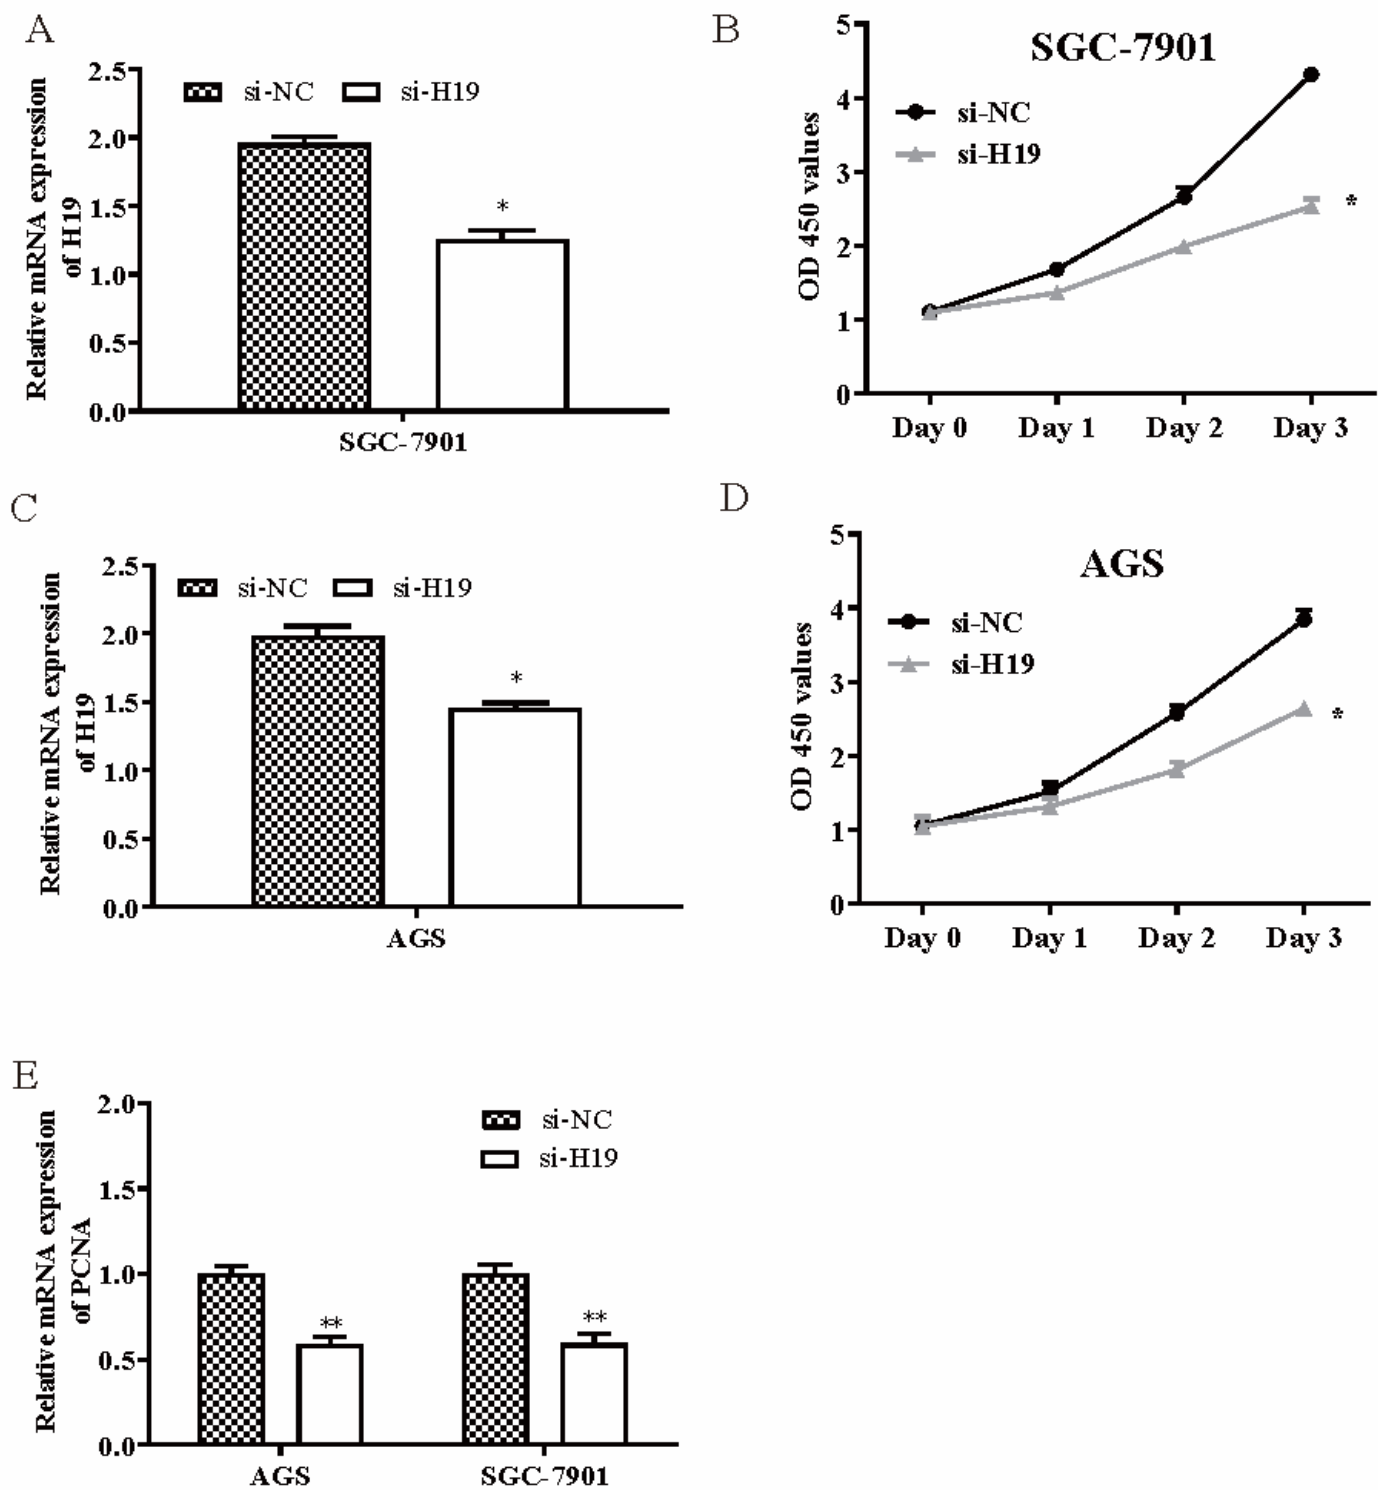 A
Relative mRNA expression
of H19
2.5
2.0
1.5
1.0
0.5
0.0
si-NC si-H19
*
SGC-7901
B
SGC-7901
OD 450 values
5
4
3
2
1
0
si-NC
si-H19
*
Day 0 Day 1 Day 2 Day 3
C
Relative mRNA expression
of H19
2.5
2.0
1.5
1.0
0.5
0.0
si-NC si-H19
*
AGS
D
AGS
OD 450 values
5
4
3
2
1
0
si-NC
si-H19
*
Day 0 Day 1 Day 2 Day 3
E
Relative mRNA expression
of PCNA
2.0
1.5
1.0
0.5
0.0
si-NC
si-H19
** **
AGS SGC-7901